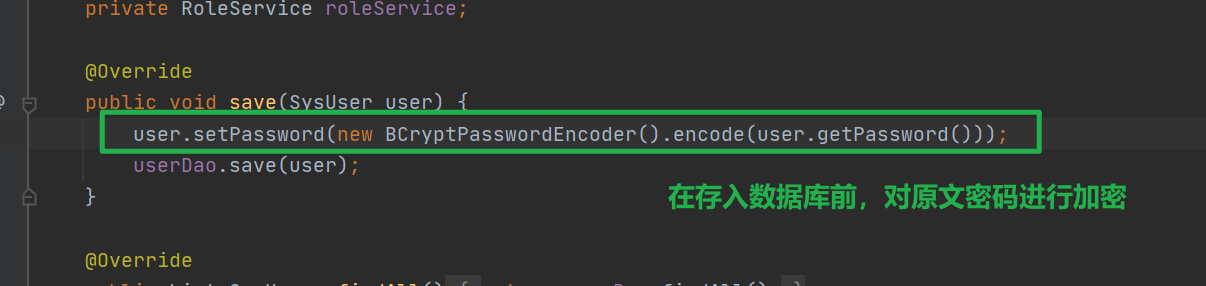 private RoleService roleService;
@Override
public void save(SysUser user) {
user.setPassword(new BCryptPasswordEncoder().encode(user.getPassword()));
userDao.save(user);
}
在存入数据库前，对原文密码进行加密
@Override